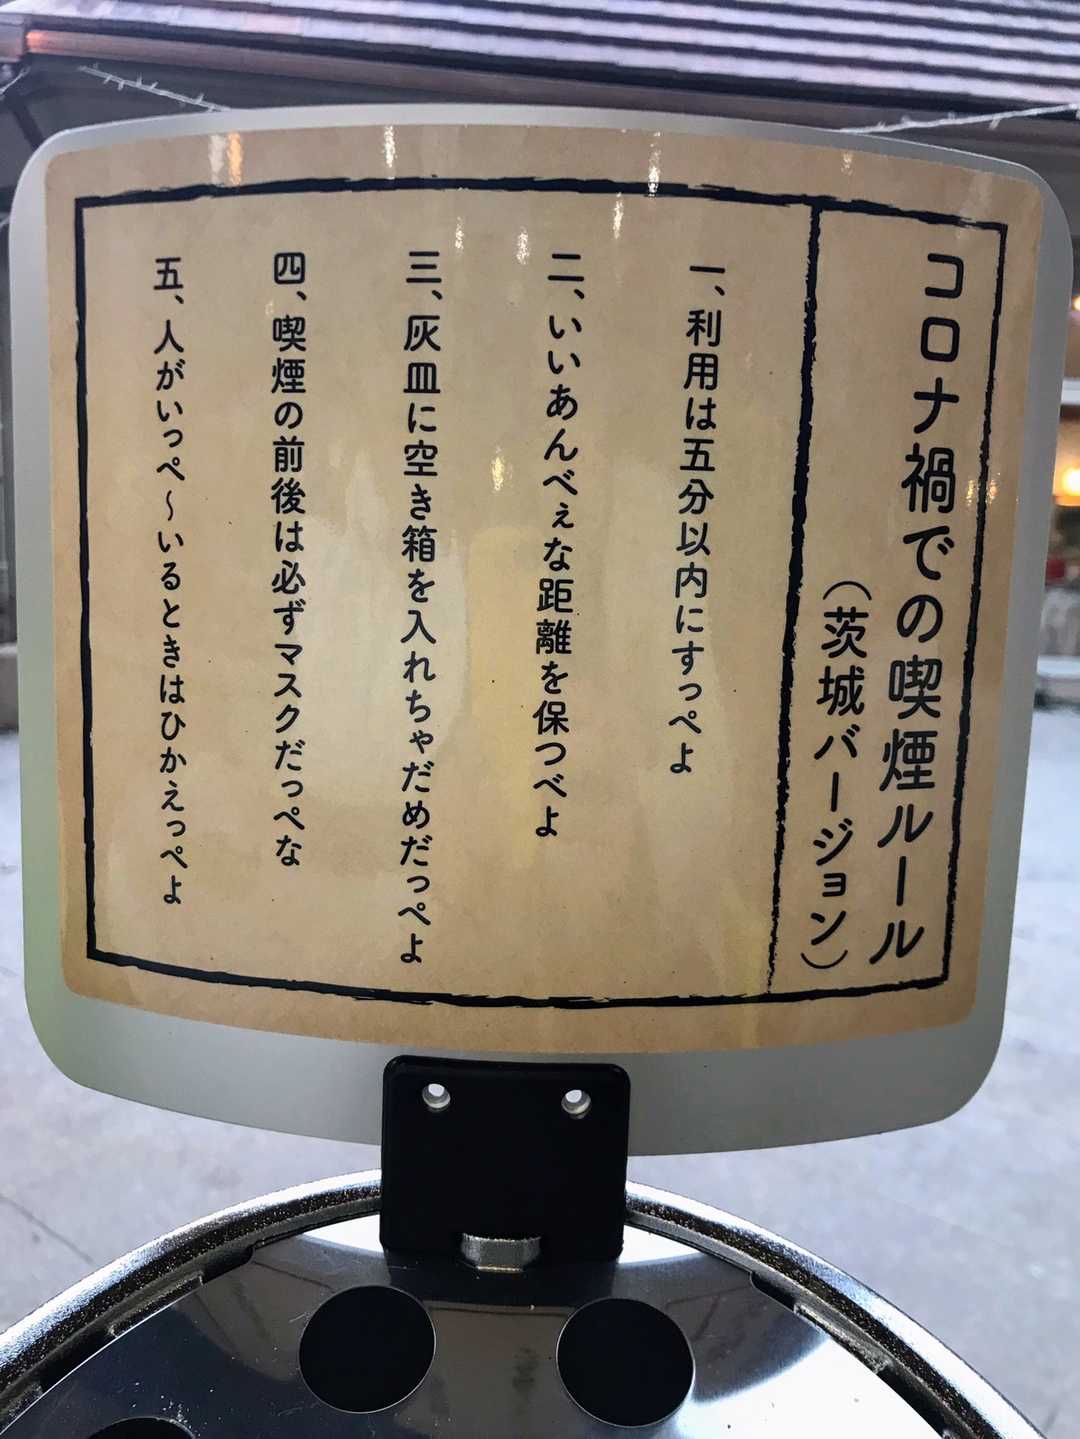 コロナ禍での喫煙ルール
（茨城バージョン）
一、利用は五分以内にすっぺよ
二、いいあんべぇな距離を保つべよ
三、灰皿に空き箱を入れちゃだめだっぺよ
四、喫煙の前後は必ずマスクだっぺな
五、人がいっぺ〜いるときはひかえっぺよ